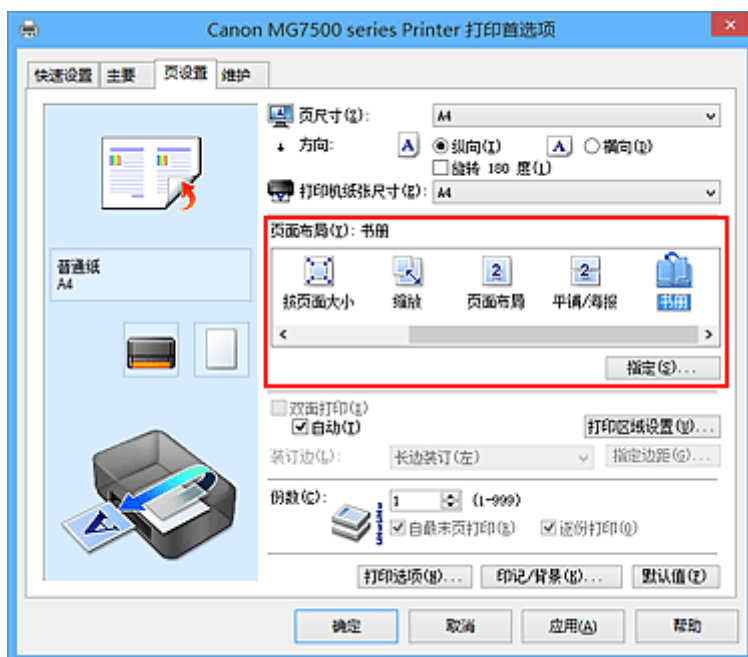 Canon MG7500 series Printer 打印首选项
快速设置 主要 页设置 维护
页尺寸(Z): A4
方向: A 纵向(I) A 横向(D)
旋转 180 度(L)
打印机纸张尺寸(E): A4
页面布局(Y): 书册
普通纸
A4
2 2
按页面大小 缩放 页面布局 平铺/海报 书册
指定(S)...
双面打印(X)
自动(T) 打印区域设置(U)...
装订边(L): 长边装订(左) 指定边距(G)...
份数(C): 1 (1-999)
自最末页打印(R) 逐份打印(O)
打印选项(N)... 印记/背景(K)... 默认值(F)
确定 取消 应用(A) 帮助